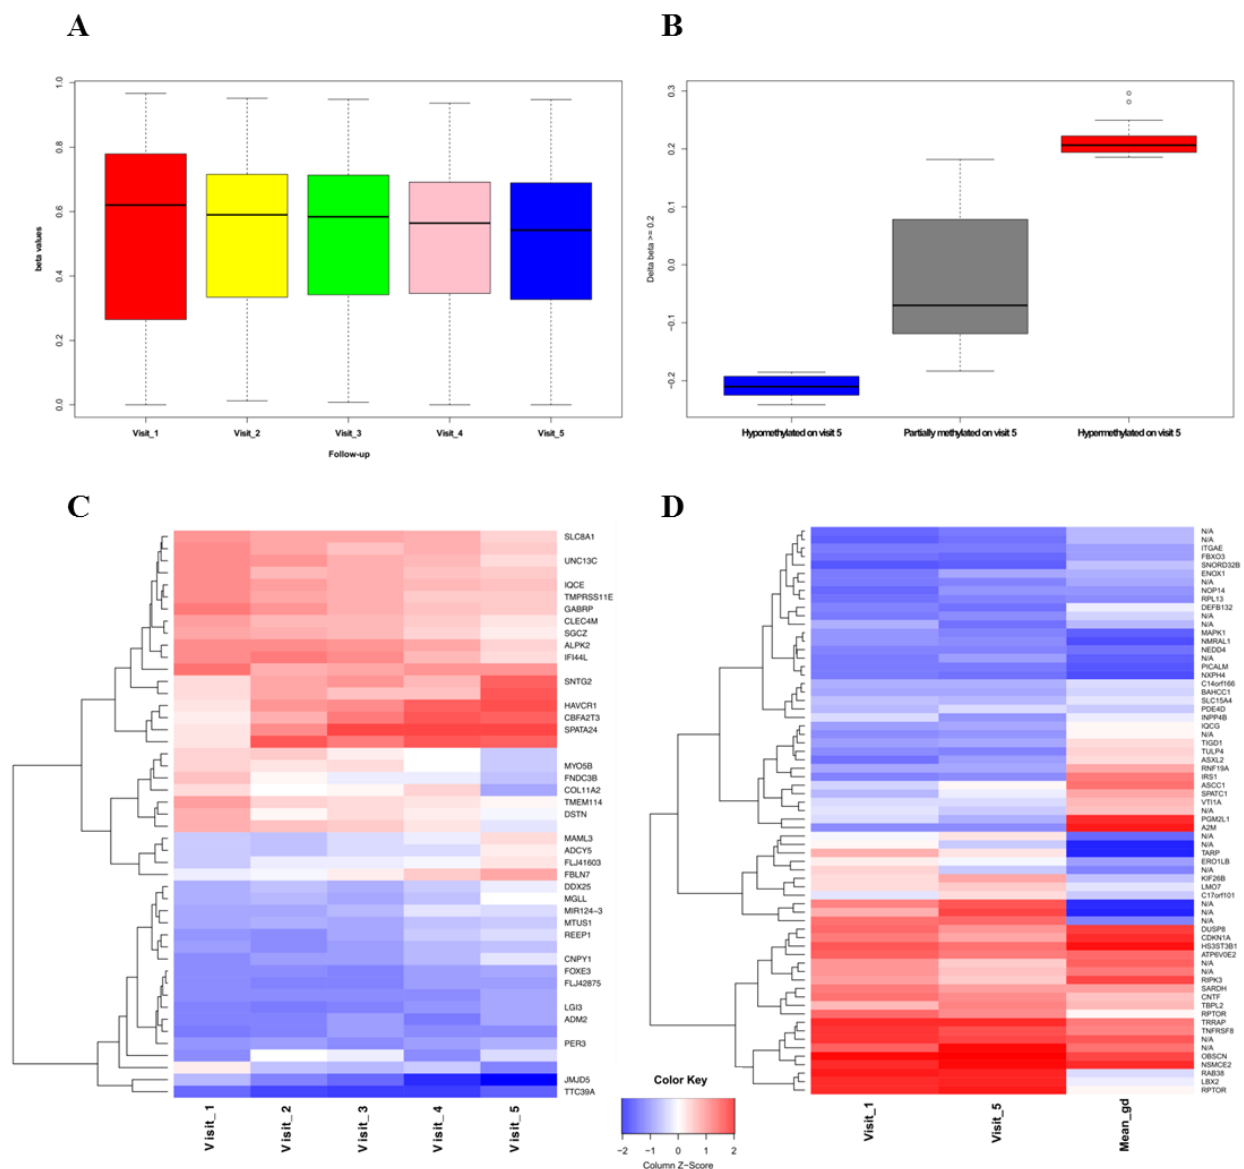 A
B
1.0
0.8
0.6
0.4
0.2
0.0
beta values
Visit_1
Visit_2
Visit_3
Visit_4
Visit_5
Follow-up
0.3
0.2
0.1
0.0
−0.1
−0.2
Delta beta >= 0.2
Hypomethylated on visit 5
Partially methylated on visit 5
Hypermethylated on visit 5
C
SLC8A1
UNC13C
IQCE
TMPRSS11E
GABRP
CLEC4M
SGCZ
ALPK2
IFI44L
SNTG2
HAVCR1
CBFA2T3
SPATA24
MYO5B
FNDC3B
COL11A2
TMEM114
DSTN
MAML3
ADCY5
FLJ41603
FBLN7
DDX25
MGLL
MIR124−3
MTUS1
REEP1
CNPY1
FOXE3
FLJ42875
LGI3
ADM2
PER3
JMJD5
TTC39A
Visit_1
Visit_2
Visit_3
Visit_4
Visit_5
D
N/A
N/A
ITGAE
FBXO3
SNORD32B
ENOX1
N/A
NOP14
RPL13
DEFB132
N/A
N/A
MAPK1
NMRAL1
NEDD4
N/A
PICALM
NXPH4
C14orf166
BAHCC1
SLC15A4
PDE4D
INPP4B
IQCG
N/A
TIGD1
TULP4
ASXL2
RNF19A
IRS1
ASCC1
SPATC1
VTI1A
N/A
PGM2L1
A2M
N/A
N/A
TARP
ERO1LB
N/A
KIF26B
LMO7
C17orf101
N/A
N/A
N/A
DUSP8
CDKN1A
HS3ST3B1
ATP6V0E2
N/A
N/A
RIPK3
SARDH
CNTF
TBPL2
RPTOR
TRRAP
TNFRSF8
N/A
N/A
OBSCN
NSMCE2
RAB38
LBX2
RPTOR
Visit_1
Visit_5
Mean_gd
Color Key
−2 −1 0 1 2
Column Z−Score